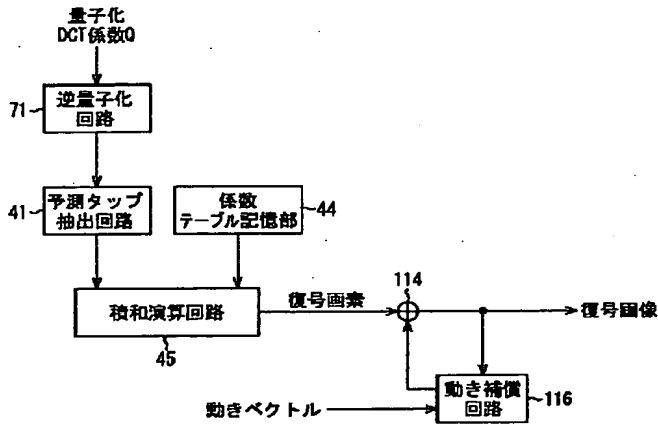 量子化
DCT係数Q
71
逆量子化
回路
41
予測タップ
抽出回路
係数
テーブル記憶部
44
積和演算回路
45
復号画素
114
復号画像
動き補償
回路
116
動きベクトル